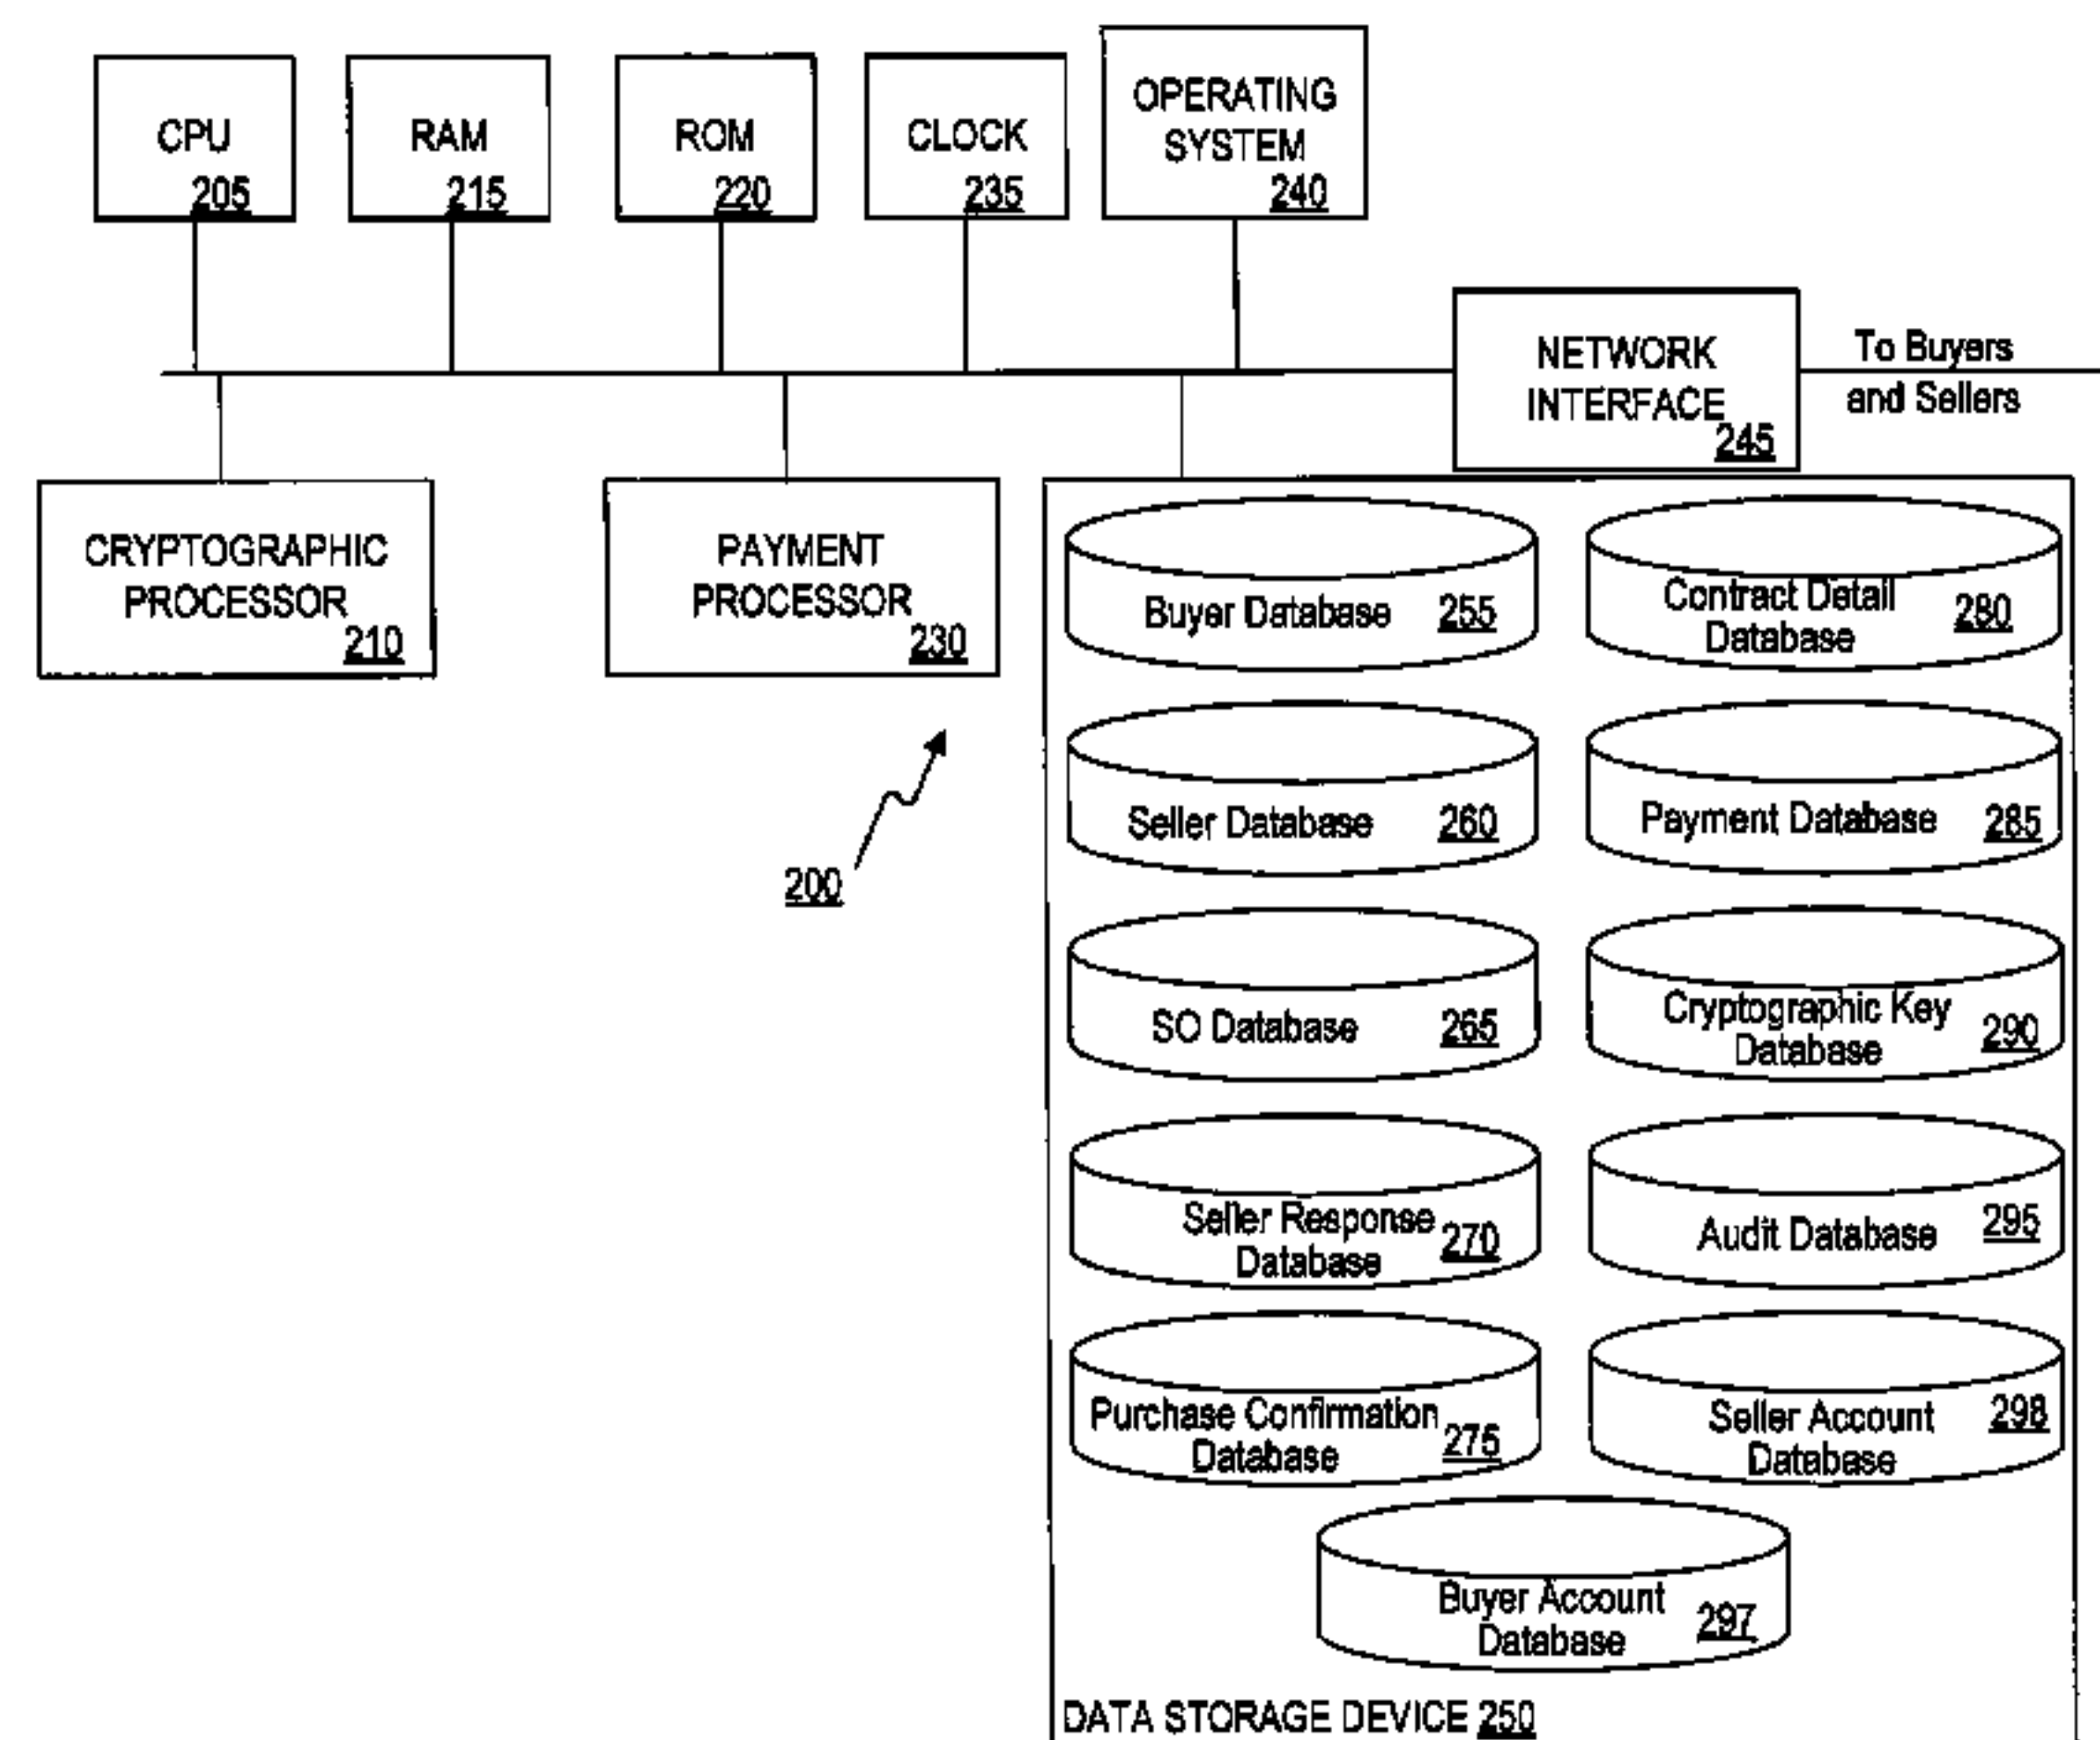 CPU
205
RAM
215
ROM
220
CLOCK
235
OPERATING
SYSTEM
240
NETWORK
INTERFACE
245
To Buyers
and Sellers
CRYPTOGRAPHIC
PROCESSOR
210
PAYMENT
PROCESSOR
230
200
Buyer Database 255
Contract Detail
Database
280
Seller Database 260
Payment Database 285
SO Database 265
Cryptographic Key
Database
290
Seller Response
Database
270
Audit Database 295
Purchase Confirmation
Database
275
Seller Account
Database
298
Buyer Account
Database
297
DATA STORAGE DEVICE 250